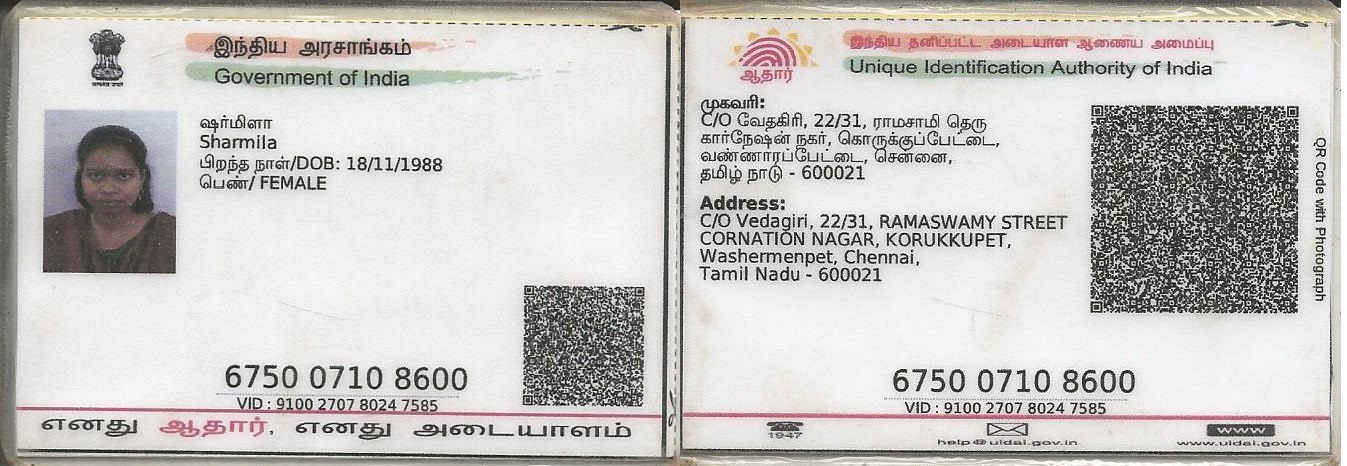 இந்திய அரசாங்கம்
Government of India
ஷர்மிளா
Sharmila
பிறந்த நாள்/DOB: 18/11/1988
பெண்/ FEMALE
6750 0710 8600
VID : 9100 2707 8024 7585
எனது ஆதார், எனது அடையாளம்
ஆதார்
இந்திய தனிப்பட்ட அடையாள ஆணைய அமைப்பு
Unique Identification Authority of India
முகவரி:
C/O வேதகிரி, 22/31, ராமசாமி தெரு
கார்நேஷன் நகர், கொருக்குப்பேட்டை,
வண்ணாரப்பேட்டை, சென்னை,
தமிழ் நாடு - 600021
Address:
C/O Vedagiri, 22/31, RAMASWAMY STREET
CORNATION NAGAR, KORUKKUPET,
Washermenpet, Chennai,
Tamil Nadu - 600021
QR Code with Photograph
6750 0710 8600
VID : 9100 2707 8024 7585
1947
help@uidai.gov.in
www
www.uidai.gov.in